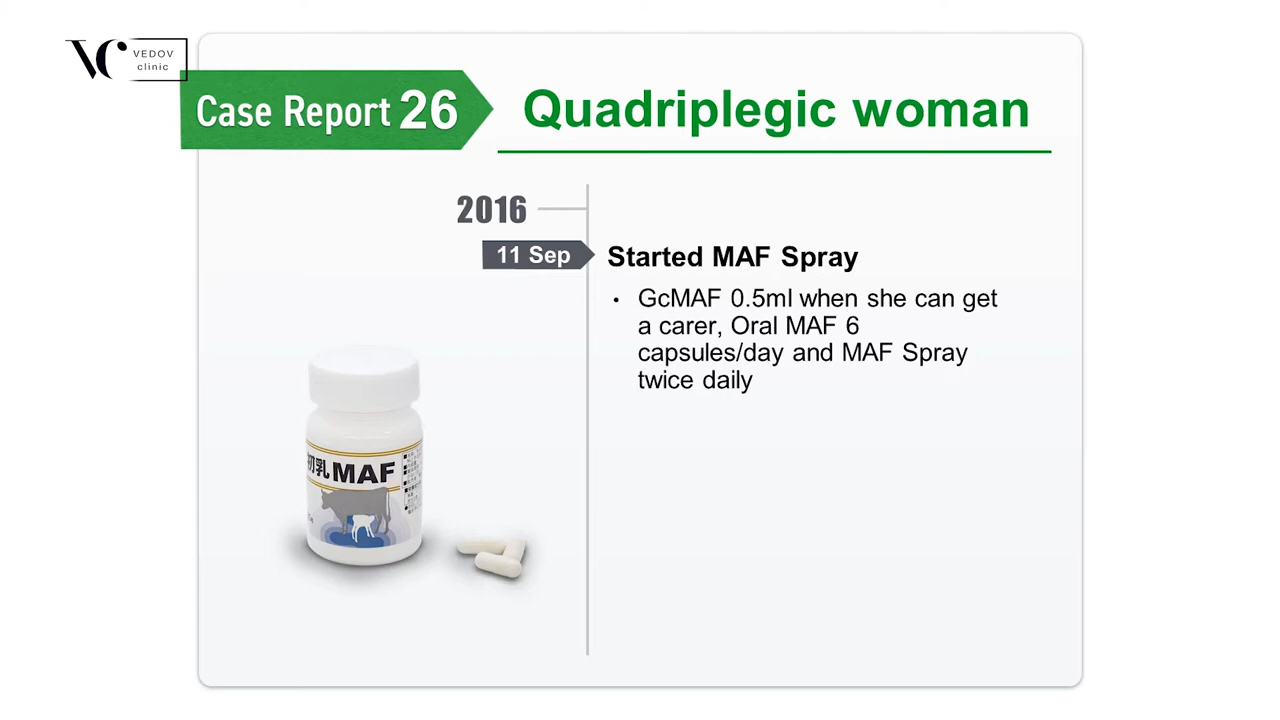 VC VEDOV
clinic
Case Report 26
Quadriplegic woman
2016
11 Sep
Started MAF Spray
• GcMAF 0.5ml when she can get
a carer, Oral MAF 6
capsules/day and MAF Spray
twice daily
初乳MAF